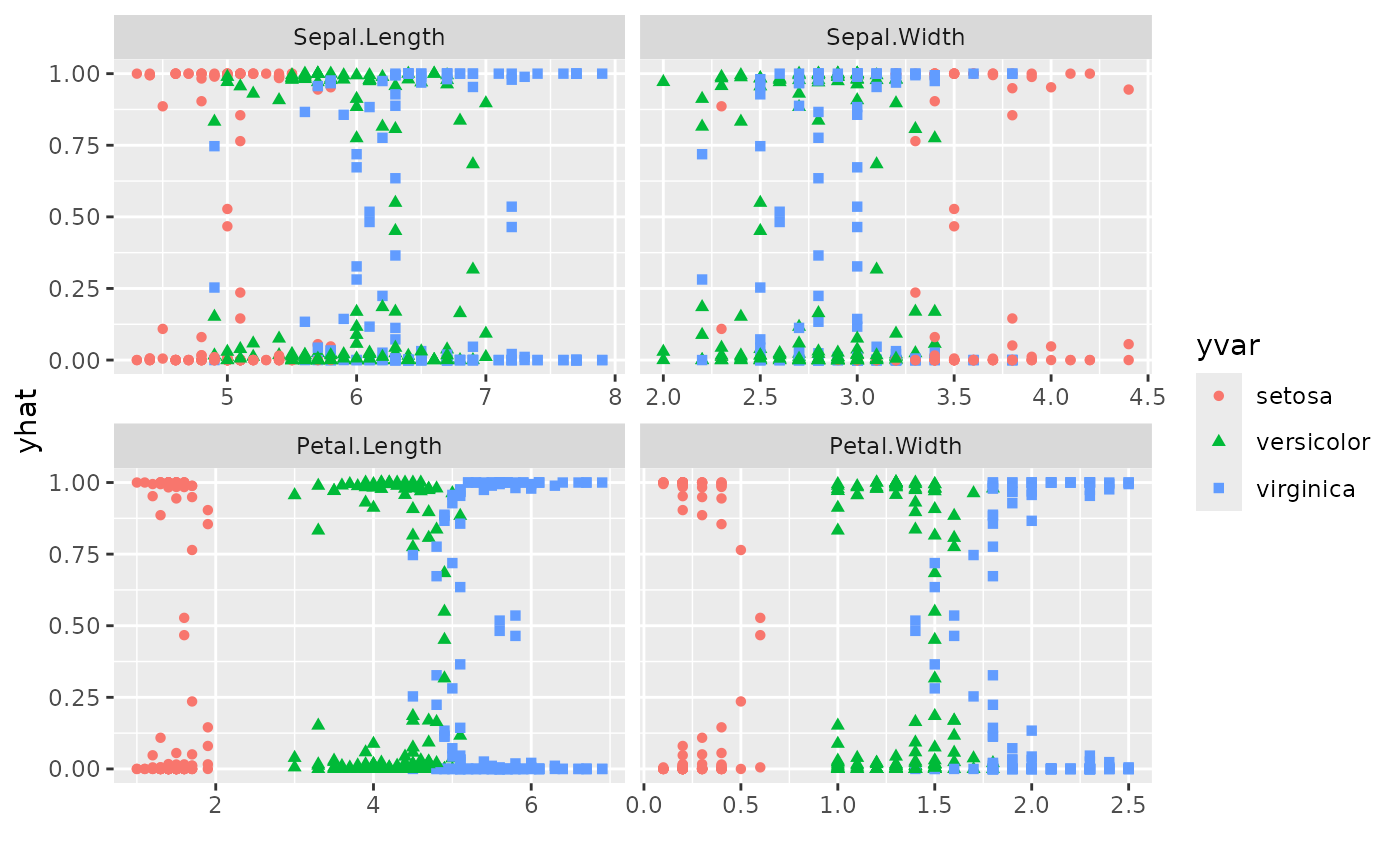 Sepal.Length
Sepal.Width
1.00
0.75
0.50
0.25
0.00
5 6 7 8
2.0 2.5 3.0 3.5 4.0 4.5
yhat
Petal.Length
Petal.Width
1.00
0.75
0.50
0.25
0.00
2 4 6
0.0 0.5 1.0 1.5 2.0 2.5
yvar
setosa
versicolor
virginica